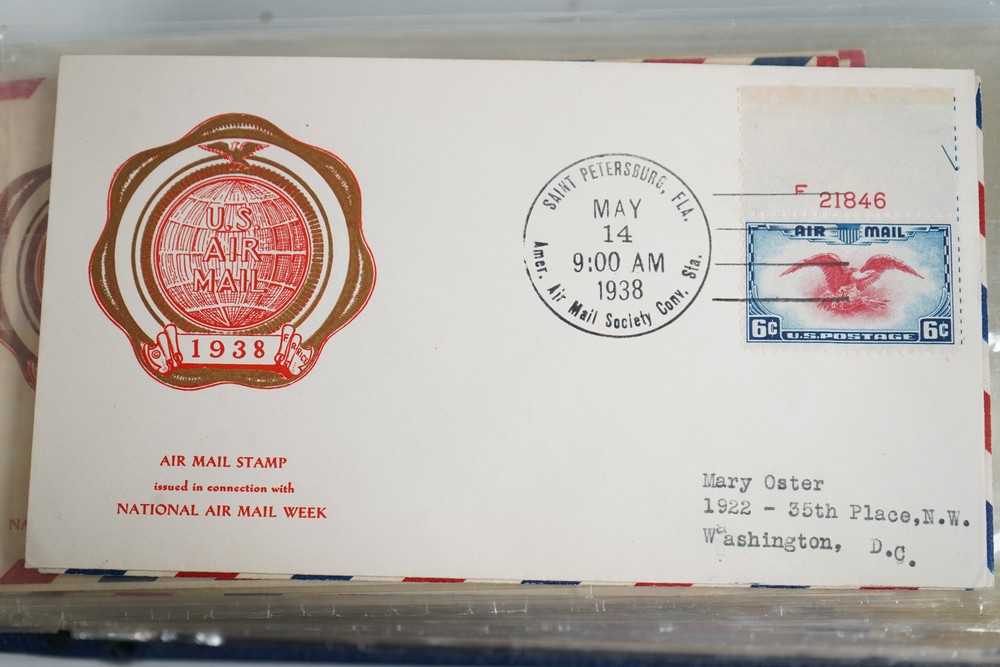 U.S.
AIR
MAIL
1938
AIR MAIL STAMP
issued in connection with
NATIONAL AIR MAIL WEEK
SAINT PETERSBURG, FLA.
MAY
14
9:00 AM
1938
Amer. Air Mail Society Conv. Sta.
F 21846
AIR MAIL
6¢ U.S.POSTAGE 6¢
Mary Oster
1922 - 35th Place,N.W.
Washington, D.C.